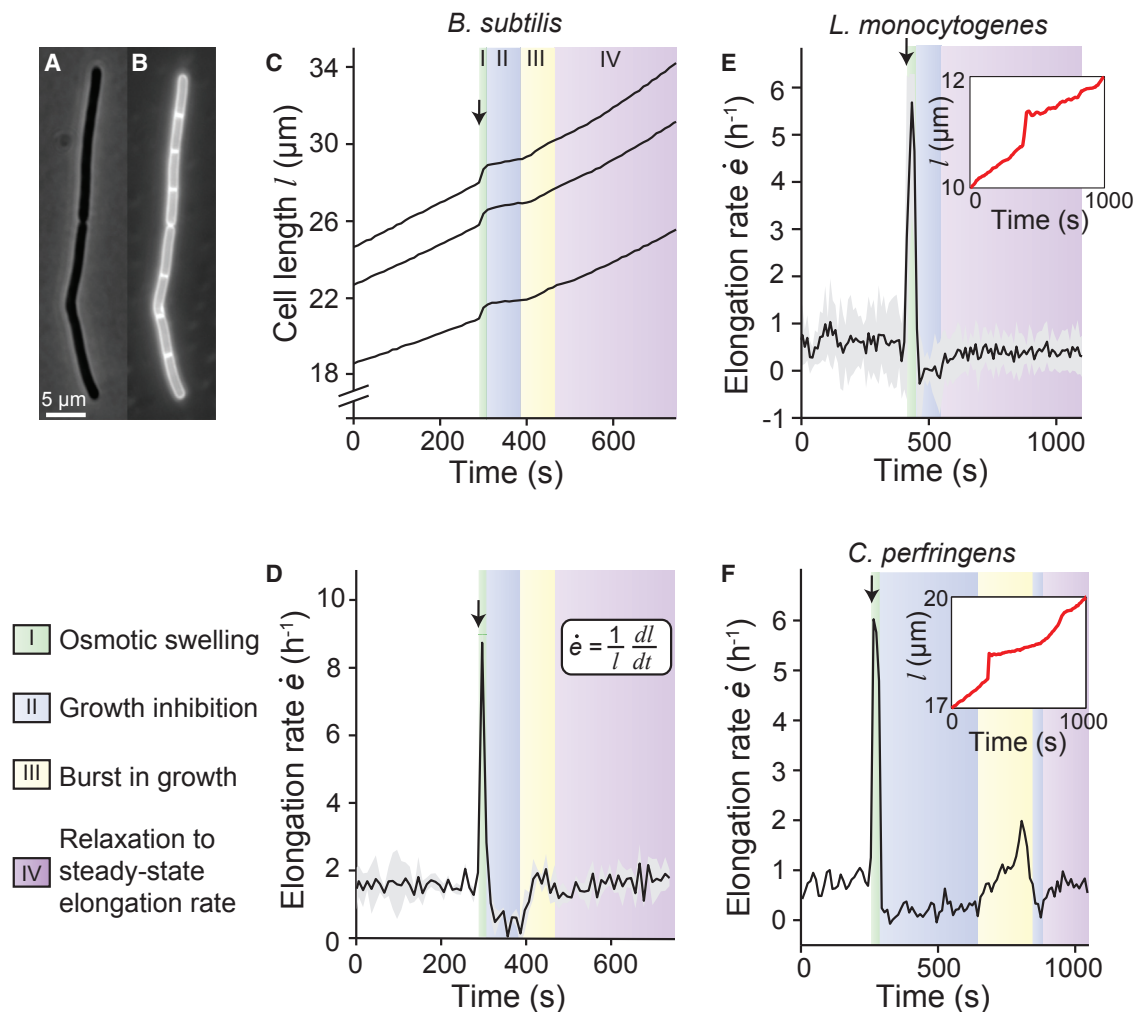 B. subtilis
L. monocytogenes
A
B
5 µm
C
I
II
III
IV
34
30
26
22
18
Cell length l (µm)
0
200
400
600
Time (s)
E
6
5
4
3
2
1
0
-1
Elongation rate ė (h⁻¹)
0
500
1000
Time (s)
12
10
l (µm)
0
1000
Time (s)
I Osmotic swelling
II Growth inhibition
III Burst in growth
IV Relaxation to
steady-state
elongation rate
D
10
8
6
4
2
0
Elongation rate ė (h⁻¹)
0
200
400
600
Time (s)
ė = 1/l dl/dt
C. perfringens
F
6
5
4
3
2
1
0
Elongation rate ė (h⁻¹)
0
500
1000
Time (s)
20
17
l (µm)
0
1000
Time (s)